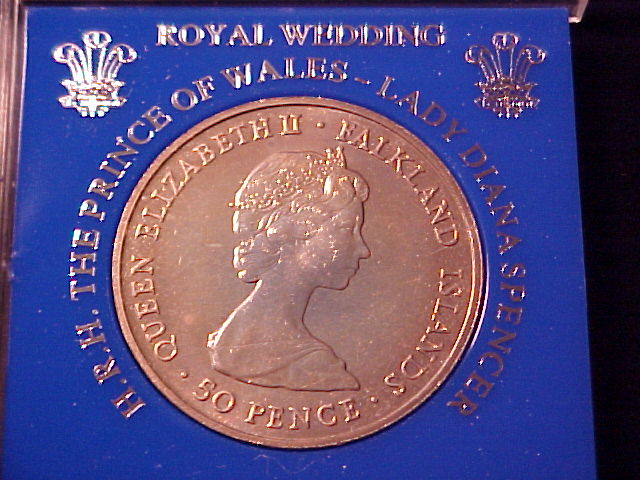 ROYAL WEDDING
H.R.H. THE PRINCE OF WALES - LADY DIANA SPENCER
QUEEN ELIZABETH II · FALKLAND ISLANDS · 50 PENCE ·